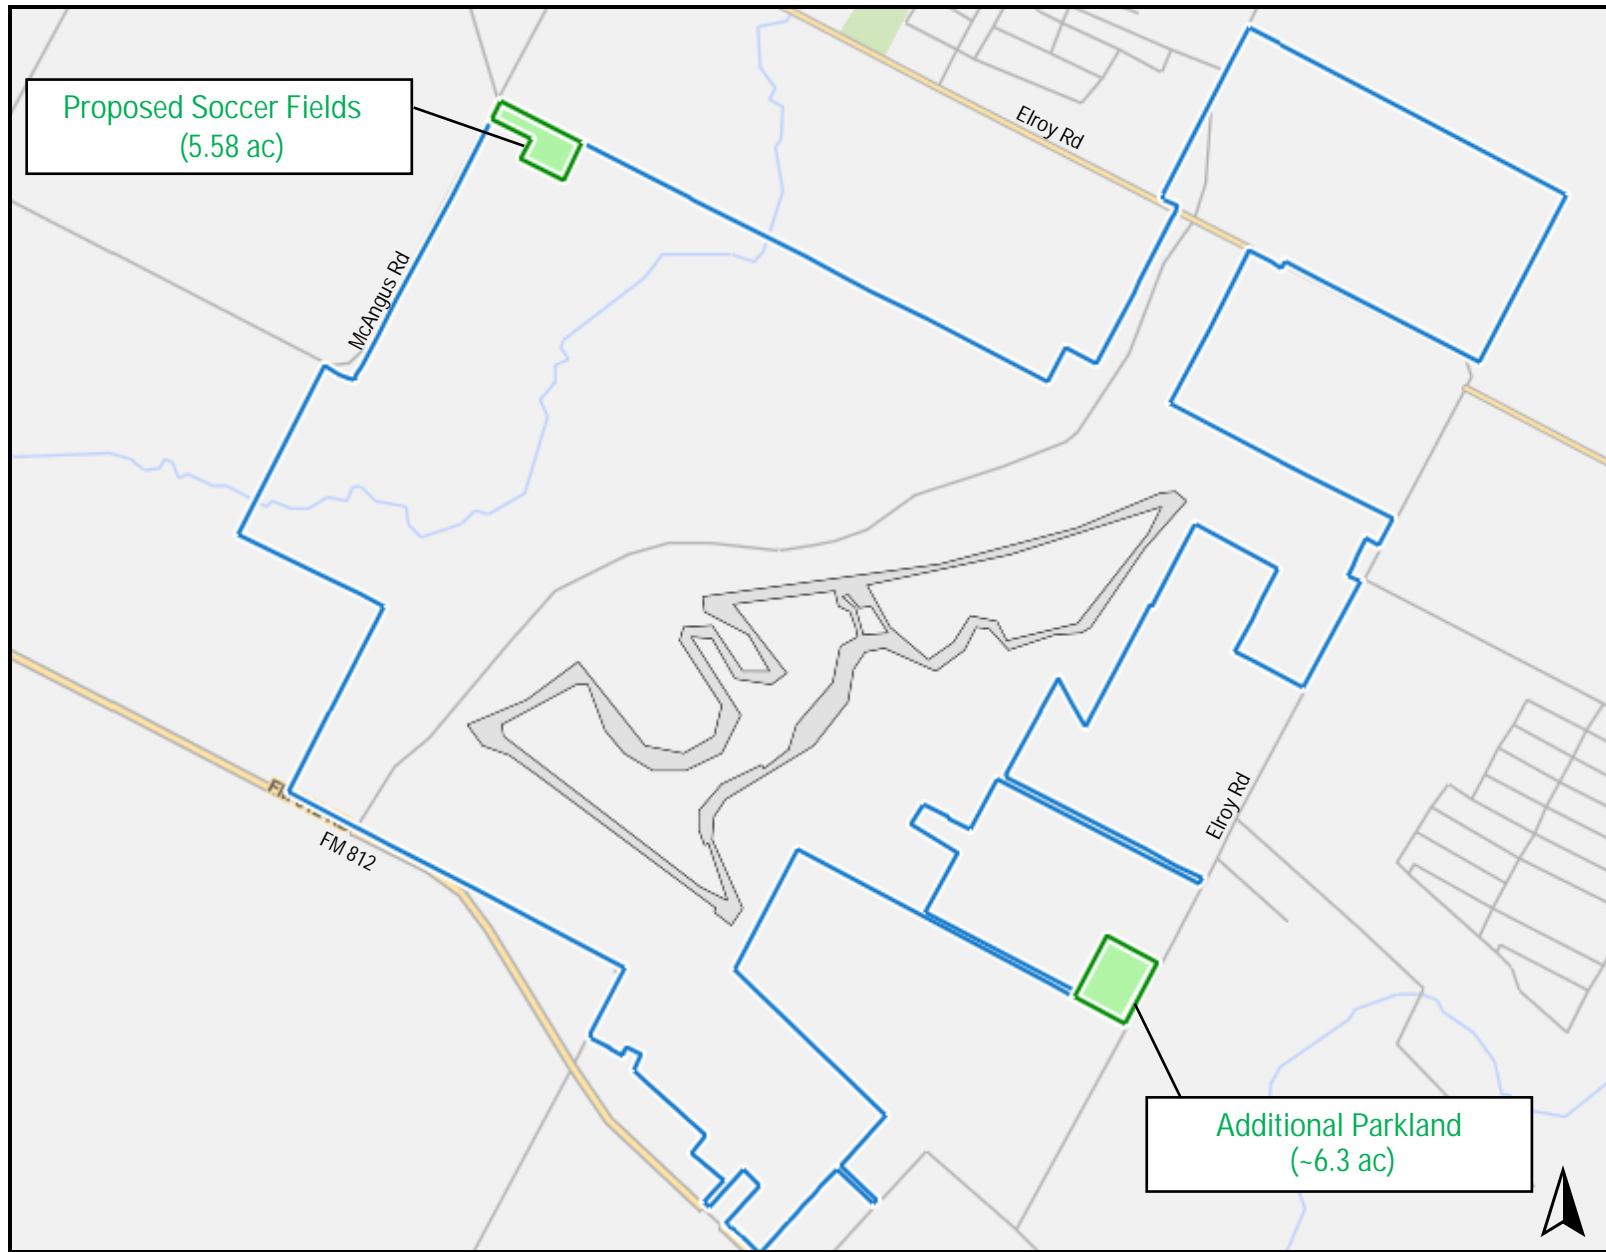 Proposed Soccer Fields
(5.58 ac)
Elroy Rd
McAngus Rd
FM 812
Elroy Rd
Additional Parkland
(~6.3 ac)